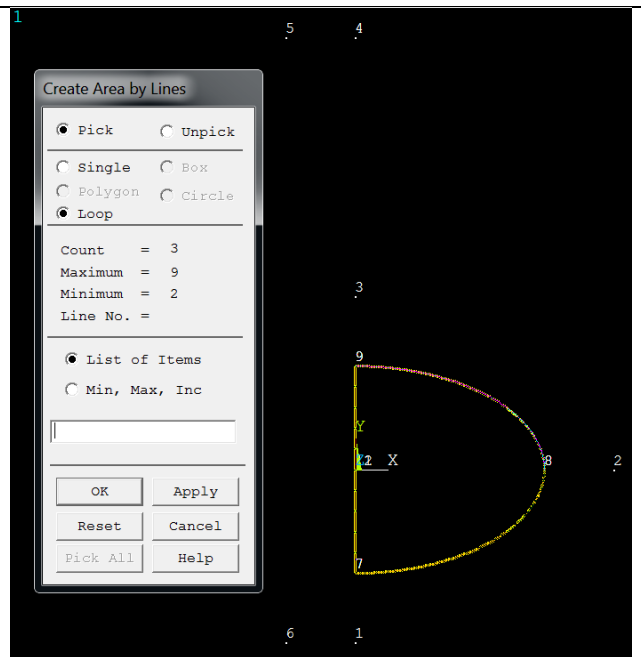 1
5 4
Create Area by Lines
Pick Unpick
Single Box
Polygon Circle
Loop
Count = 3
Maximum = 9
Minimum = 2
Line No. =
List of Items
Min, Max, Inc
OK Apply
Reset Cancel
Pick All Help
3
9
Y
X 8 2
7
6 1